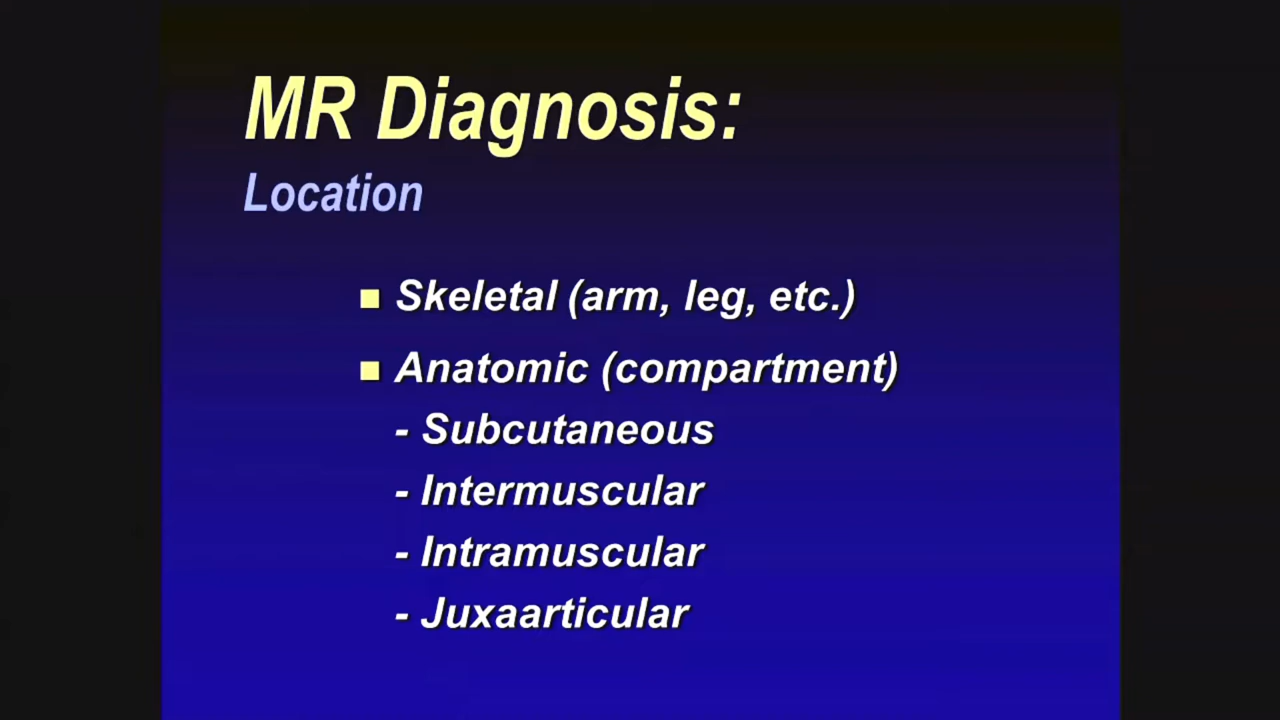 MR Diagnosis:
Location
Skeletal (arm, leg, etc.)
Anatomic (compartment)
- Subcutaneous
- Intermuscular
- Intramuscular
- Juxaarticular